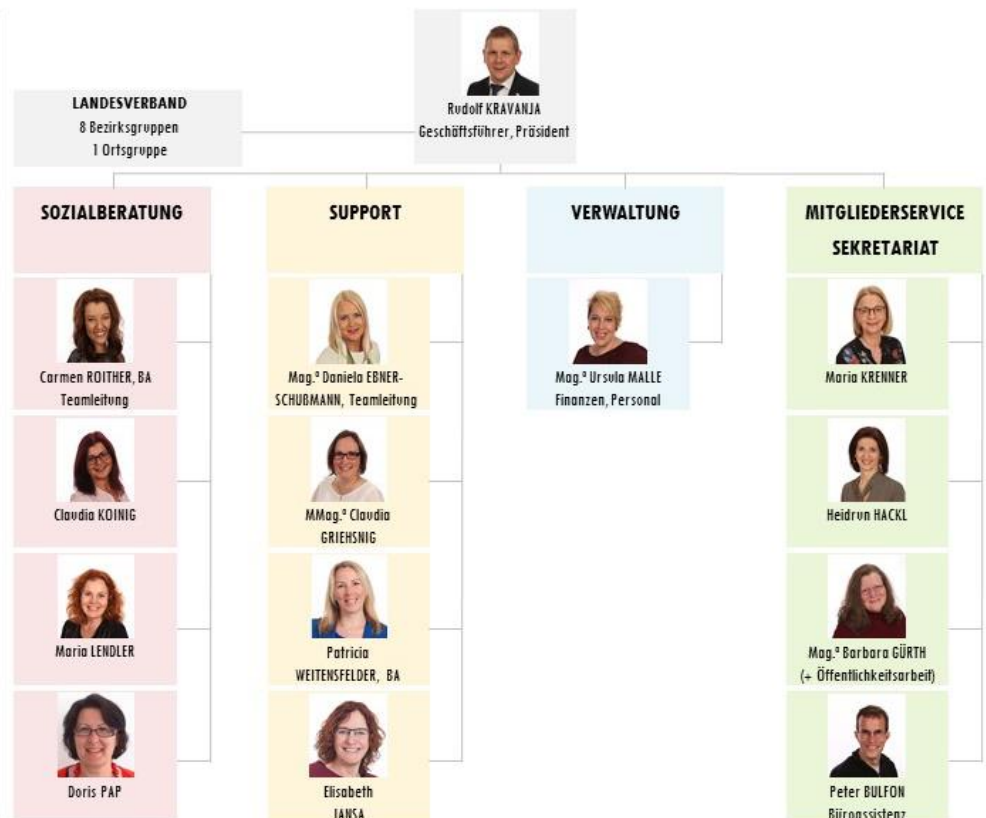 Rudolf KRAVANJA
Geschäftsführer, Präsident
LANDESVERBAND
8 Bezirksgruppen
1 Ortsgruppe
SOZIALBERATUNG
Carmen ROITHER, BA
Teamleitung
Claudia KOINIG
Maria LENDLER
Doris PAP
SUPPORT
Mag.ª Daniela EBNER-
SCHUßMANN, Teamleitung
MMag.ª Claudia
GRIEHSNIG
Patricia
WEITENSFELDER, BA
Elisabeth
JANSA
VERWALTUNG
Mag.ª Ursula MALLE
Finanzen, Personal
MITGLIEDERSERVICE
SEKRETARIAT
Maria KRENNER
Heidrun HACKL
Mag.ª Barbara GÜRTH
(+ Öffentlichkeitsarbeit)
Peter BULFON
Büroassistenz